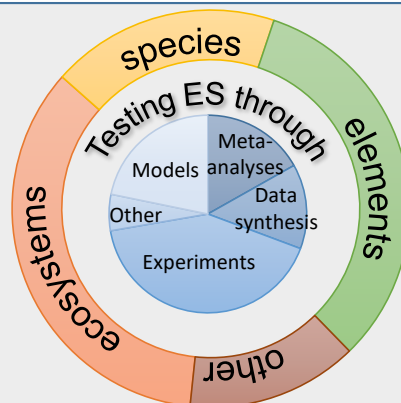 species
elements
other
ecosystems
Testing ES through
Meta-
analyses
Data
synthesis
Experiments
Other
Models